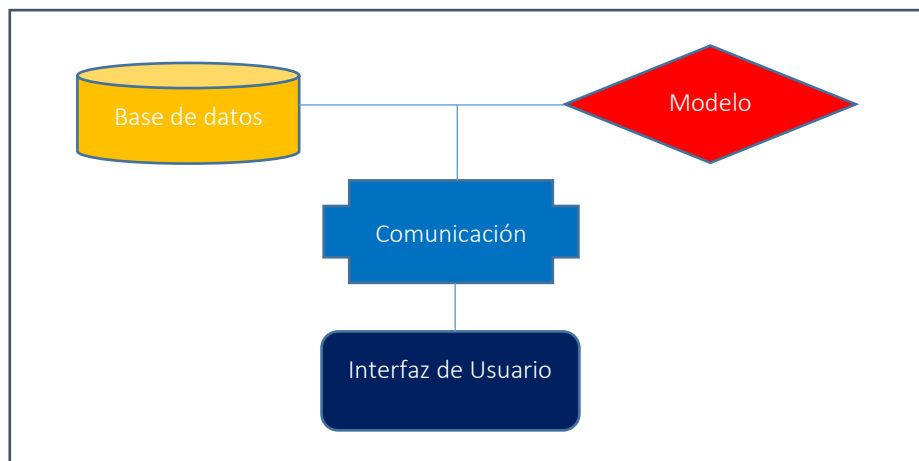 Base de datos
Modelo
Comunicación
Interfaz de Usuario